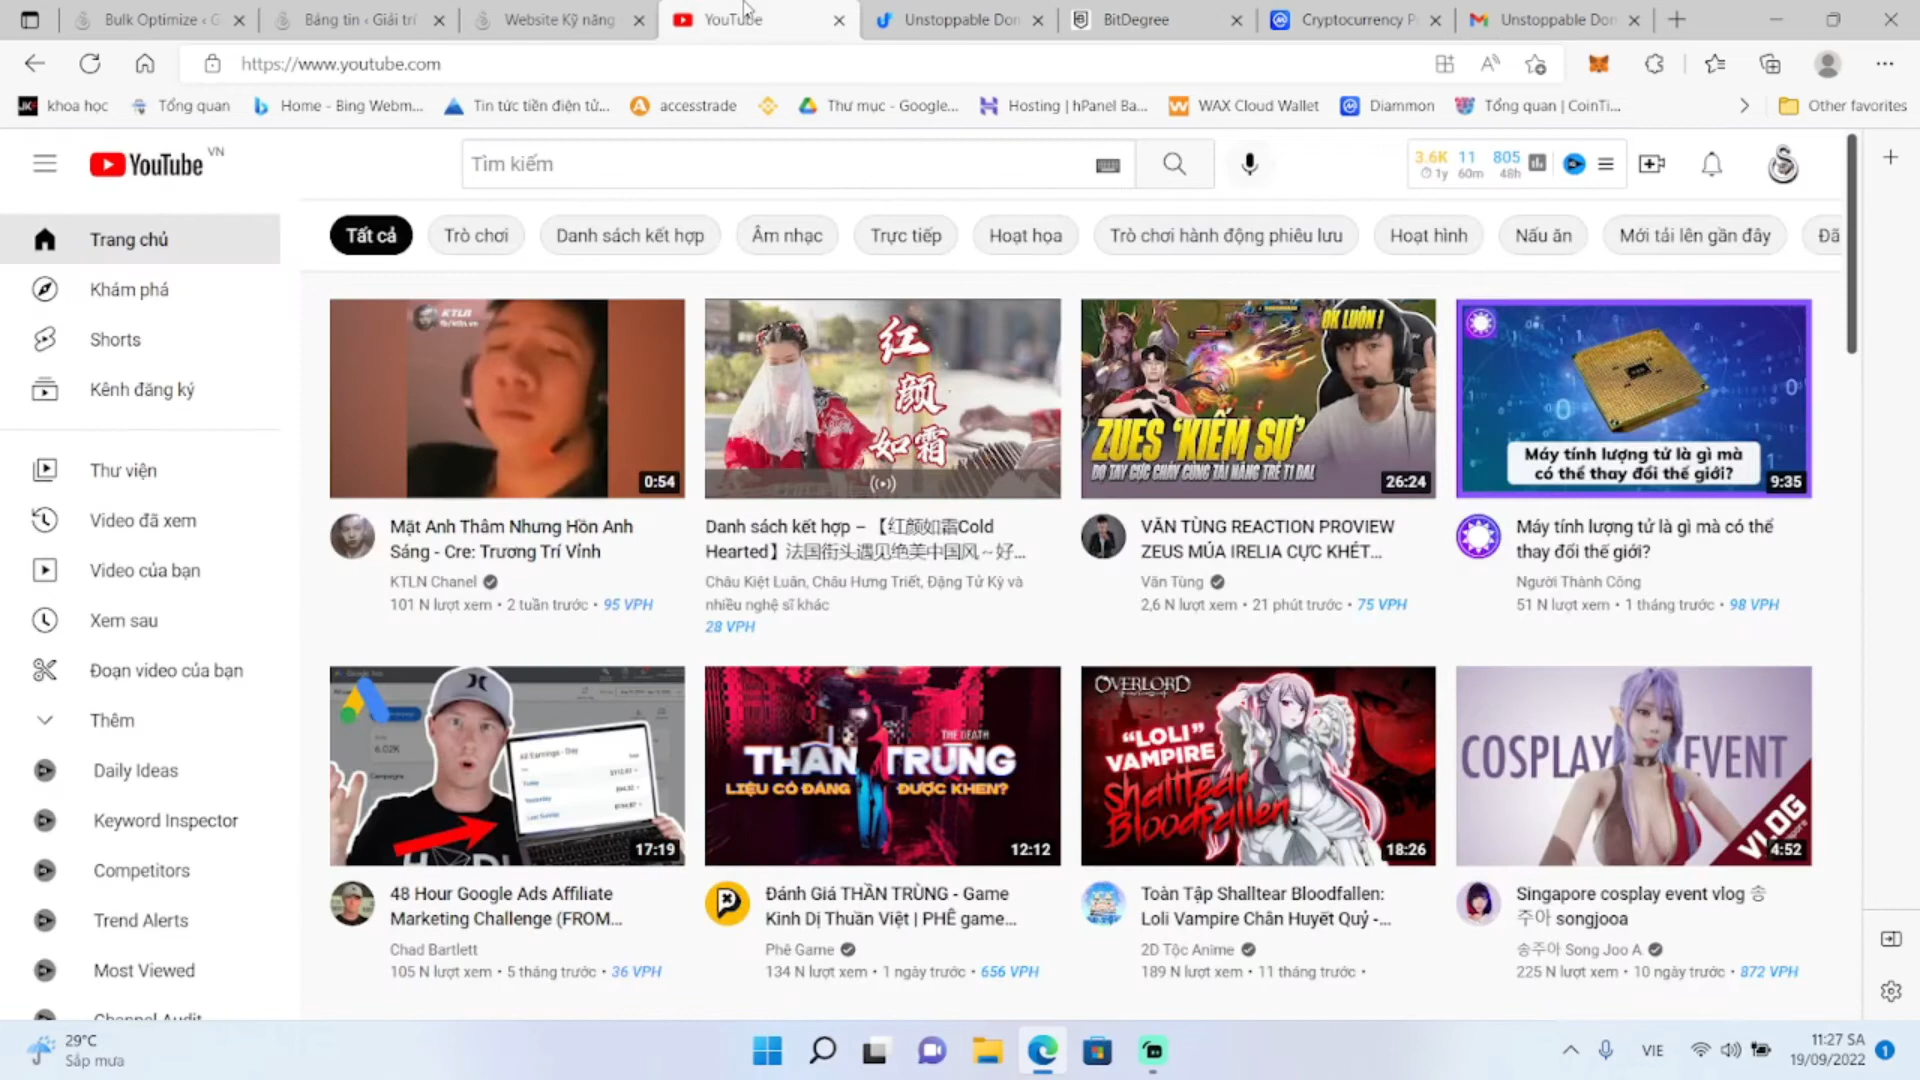 Bulk Optimize ‹ G
Bảng tin ‹ Giải trí
Website Kỹ năng
YouTube
Unstoppable Don
BitDegree
Cryptocurrency P
Unstoppable Don
https://www.youtube.com
khoa học
Tổng quan
Home - Bing Webm...
Tin tức tiền điện tử...
accesstrade
Thư mục - Google...
Hosting | hPanel Ba...
WAX Cloud Wallet
Diammon
Tổng quan | CoinTi...
Other favorites
YouTube VN
Tìm kiếm
3.6K 11 805
1y 60m 48h
Trang chủ
Khám phá
Shorts
Kênh đăng ký
Thư viện
Video đã xem
Video của bạn
Xem sau
Đoạn video của bạn
Thêm
Daily Ideas
Keyword Inspector
Competitors
Trend Alerts
Most Viewed
Channel Audit
Tất cả
Trò chơi
Danh sách kết hợp
Âm nhạc
Trực tiếp
Hoạt họa
Trò chơi hành động phiêu lưu
Hoạt hình
Nấu ăn
Mới tải lên gần đây
Đã
KTLN
0:54
Mặt Anh Thâm Nhưng Hồn Anh
Sáng - Cre: Trương Trí Vỉnh
KTLN Chanel
101 N lượt xem • 2 tuần trước • 95 VPH
红
颜
如霜
Danh sách kết hợp – 【红颜如霜Cold
Hearted】法国街头遇见绝美中国风～好...
Châu Kiệt Luân, Châu Hưng Triết, Đặng Tử Kỳ và
nhiều nghệ sĩ khác
28 VPH
OK LUÔN !
ZUES 'KIẾM SƯ'
26:24
VĂN TÙNG REACTION PROVIEW
ZEUS MÚA IRELIA CỰC KHÉT...
Văn Tùng
2,6 N lượt xem • 21 phút trước • 75 VPH
Máy tính lượng tử là gì mà
có thể thay đổi thế giới?
9:35
Máy tính lượng tử là gì mà có thể
thay đổi thế giới?
Người Thành Công
51 N lượt xem • 1 tháng trước • 98 VPH
6.02K
Campaigns
All Earnings - Day
Today
Yesterday
Last Sunday
17:19
48 Hour Google Ads Affiliate
Marketing Challenge (FROM...
Chad Bartlett
105 N lượt xem • 5 tháng trước • 36 VPH
THE DEATH
THẦN TRÙNG
LIỆU CÓ ĐÁNG ĐƯỢC KHEN?
12:12
Đánh Giá THẦN TRÙNG - Game
Kinh Dị Thuần Việt | PHÊ game...
Phê Game
134 N lượt xem • 1 ngày trước • 656 VPH
OVERLORD
"LOLI"
VAMPIRE
Shalltear
Bloodfallen
18:26
Toàn Tập Shalltear Bloodfallen:
Loli Vampire Chân Huyết Quỷ -...
2D Tộc Anime
189 N lượt xem • 11 tháng trước •
COSPLAY EVENT
VLOG
4:52
Singapore cosplay event vlog 송
주아 songjooa
송주아 Song Joo A
225 N lượt xem • 10 ngày trước • 872 VPH
29°C
Sắp mưa
VIE
11:27 SA
19/09/2022
1